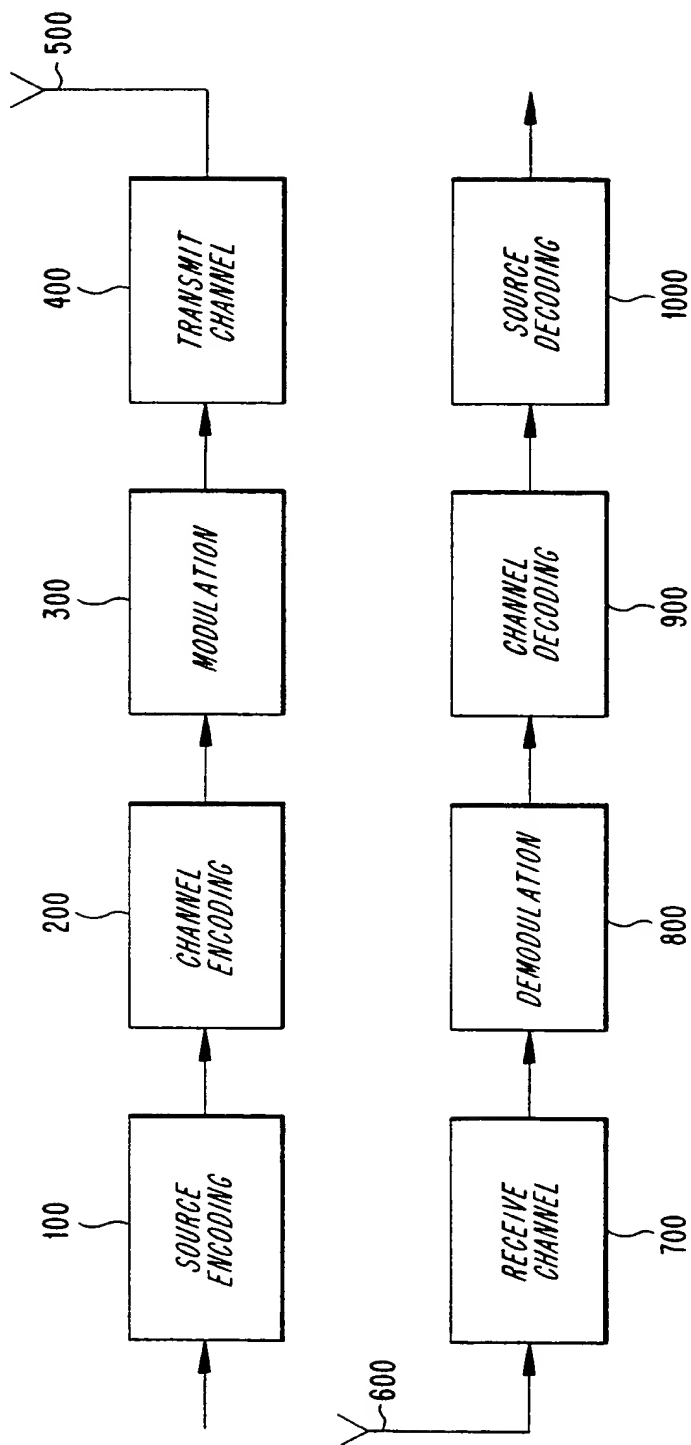 100
SOURCE
ENCODING
200
CHANNEL
ENCODING
300
MODULATION
400
TRANSMIT
CHANNEL
500
600
RECEIVE
CHANNEL
700
DEMODULATION
800
CHANNEL
DECODING
900
SOURCE
DECODING
1000